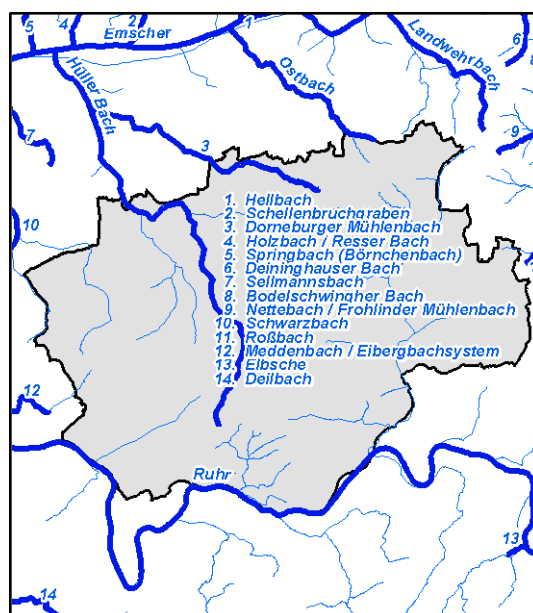 5
4
2
1
Emscher
Landwehrbach
6
8
Hüller Bach
Ostbach
7
3
9
1. Hellbach
2. Schellenbruchgraben
3. Dorneburger Mühlenbach
4. Holzbach / Resser Bach
5. Springbach (Börnchenbach)
6. Deininghauser Bach
7. Sellmannsbach
8. Bodelschwingher Bach
9. Nettebach / Frohlinder Mühlenbach
10. Schwarzbach
11. Roßbach
12. Meddenbach / Eibergbachsystem
13. Elbsche
14. Deilbach
10
12
Ruhr
13
14